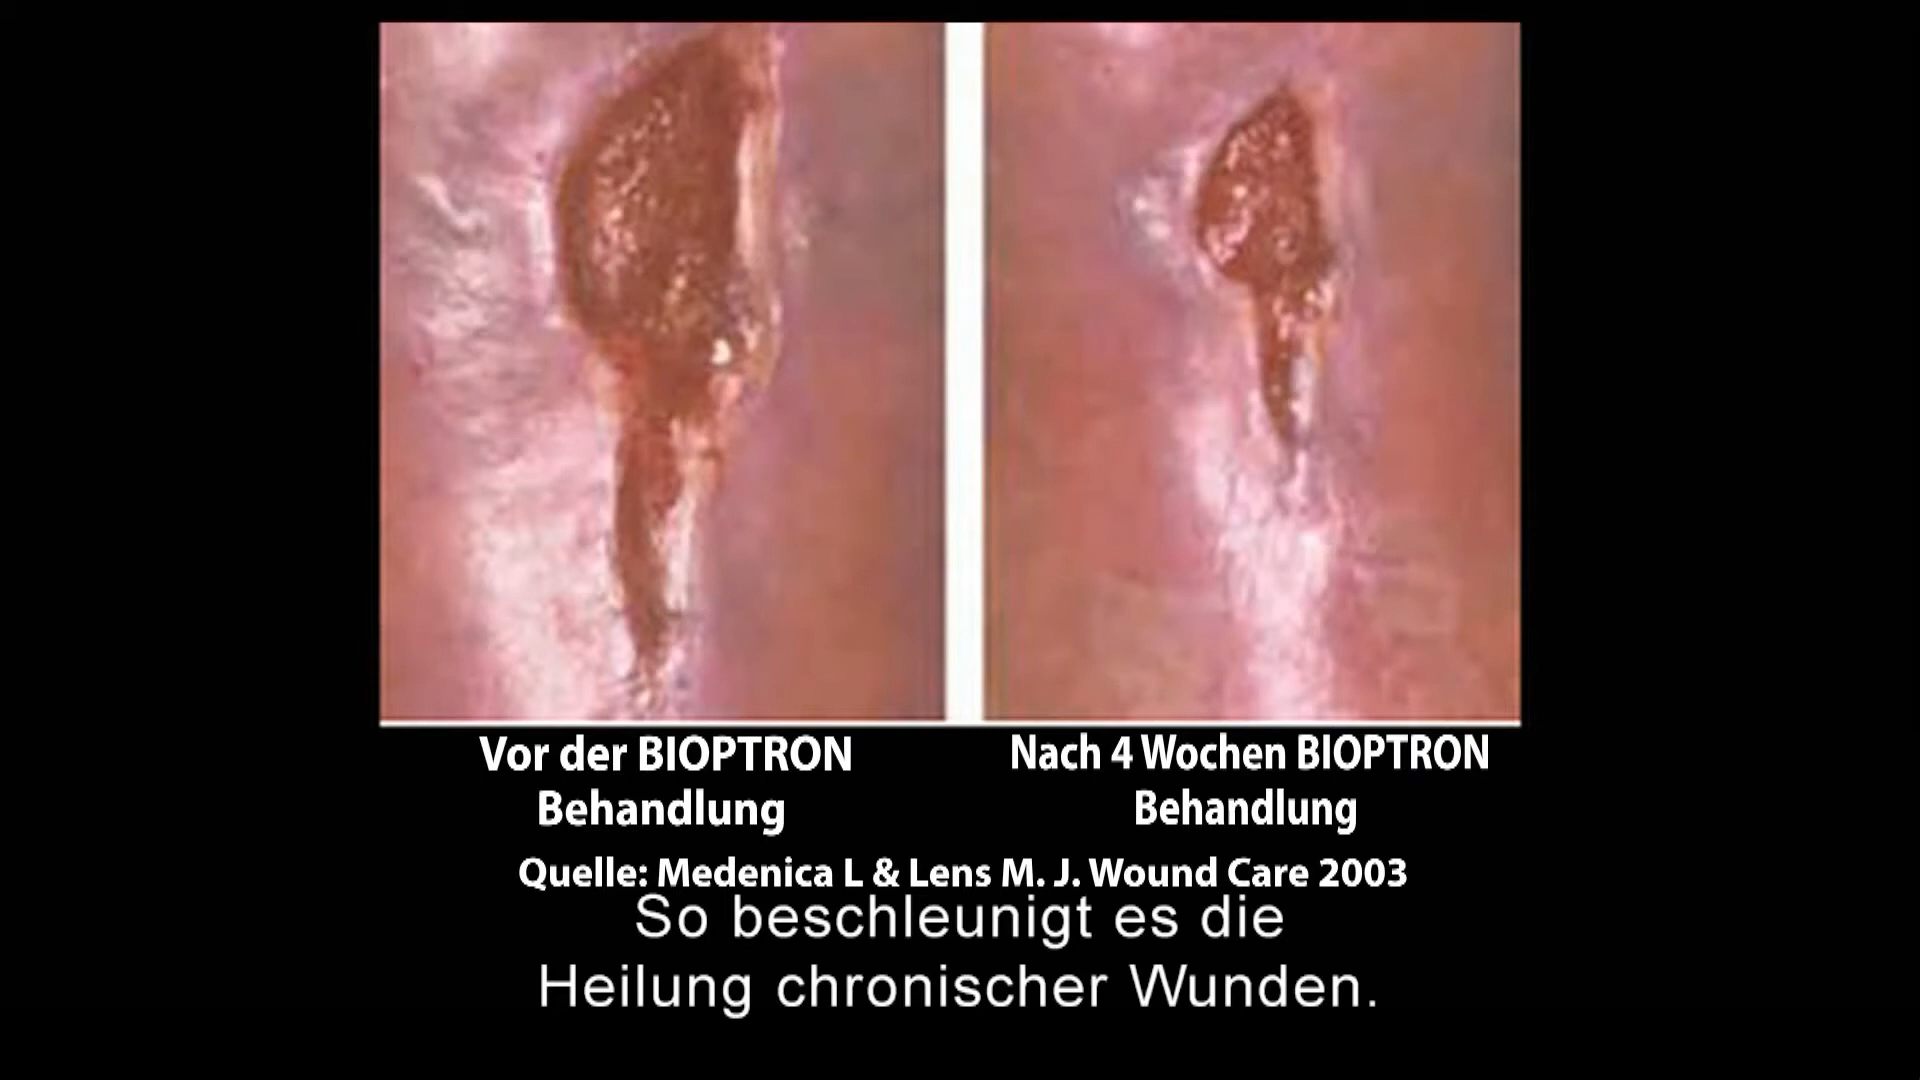 Vor der BIOPTRON
Behandlung
Nach 4 Wochen BIOPTRON
Behandlung
Quelle: Medenica L & Lens M. J. Wound Care 2003
So beschleunigt es die
Heilung chronischer Wunden.